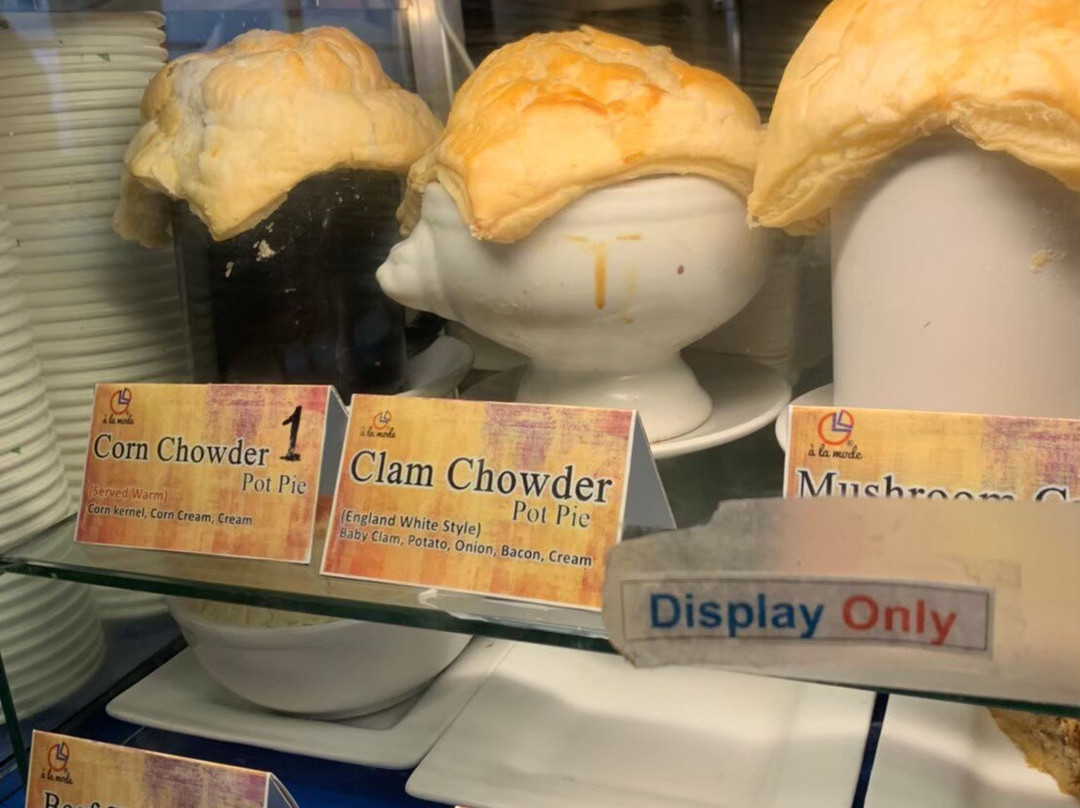 à la mode
Corn Chowder 1
Pot Pie
(Served Warm)
Corn kernel, Corn Cream, Cream
à la mode
Clam Chowder
Pot Pie
(England White Style)
Baby Clam, Potato, Onion, Bacon, Cream
à la mode
Mushroom
Display Only
à la mode